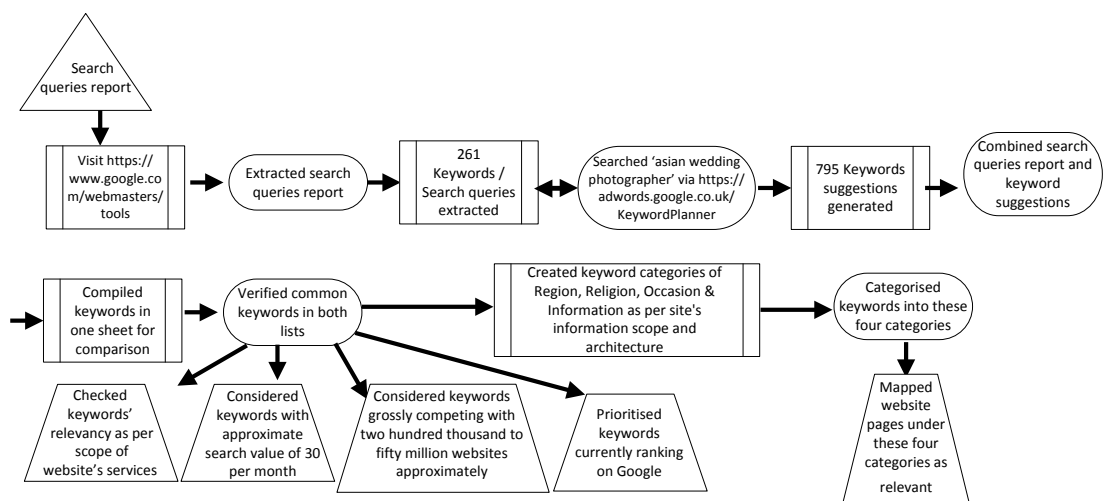 Search
queries report
Visit https://
www.google.co
m/webmasters/
tools
Extracted search
queries report
261
Keywords /
Search queries
extracted
Searched ‘asian wedding
photographer’ via https://
adwords.google.co.uk/
KeywordPlanner
795 Keywords
suggestions
generated
Combined search
queries report and
keyword
suggestions
Compiled
keywords in
one sheet for
comparison
Verified common
keywords in both
lists
Created keyword categories of
Region, Religion, Occasion &
Information as per site's
information scope and
architecture
Categorised
keywords into these
four categories
Checked
keywords’
relevancy as per
scope of
website’s services
Considered
keywords with
approximate
search value of 30
per month
Considered keywords
grossly competing with
two hundred thousand to
fifty million websites
approximately
Prioritised
keywords
currently ranking
on Google
Mapped
website
pages under
these four
categories as
relevant